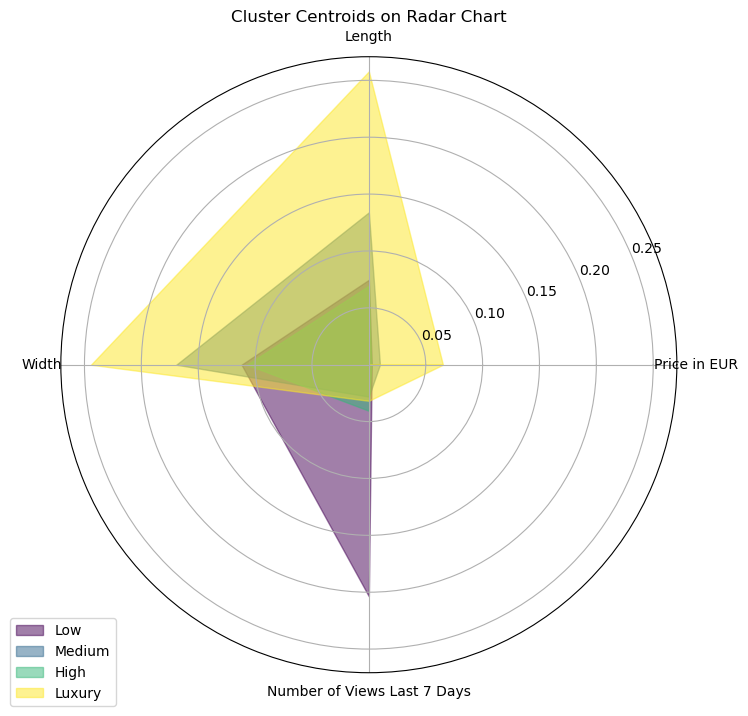 Cluster Centroids on Radar Chart
Length
0.25
0.20
0.15
0.10
0.05
Width
Price in EUR
Low
Medium
High
Luxury
Number of Views Last 7 Days